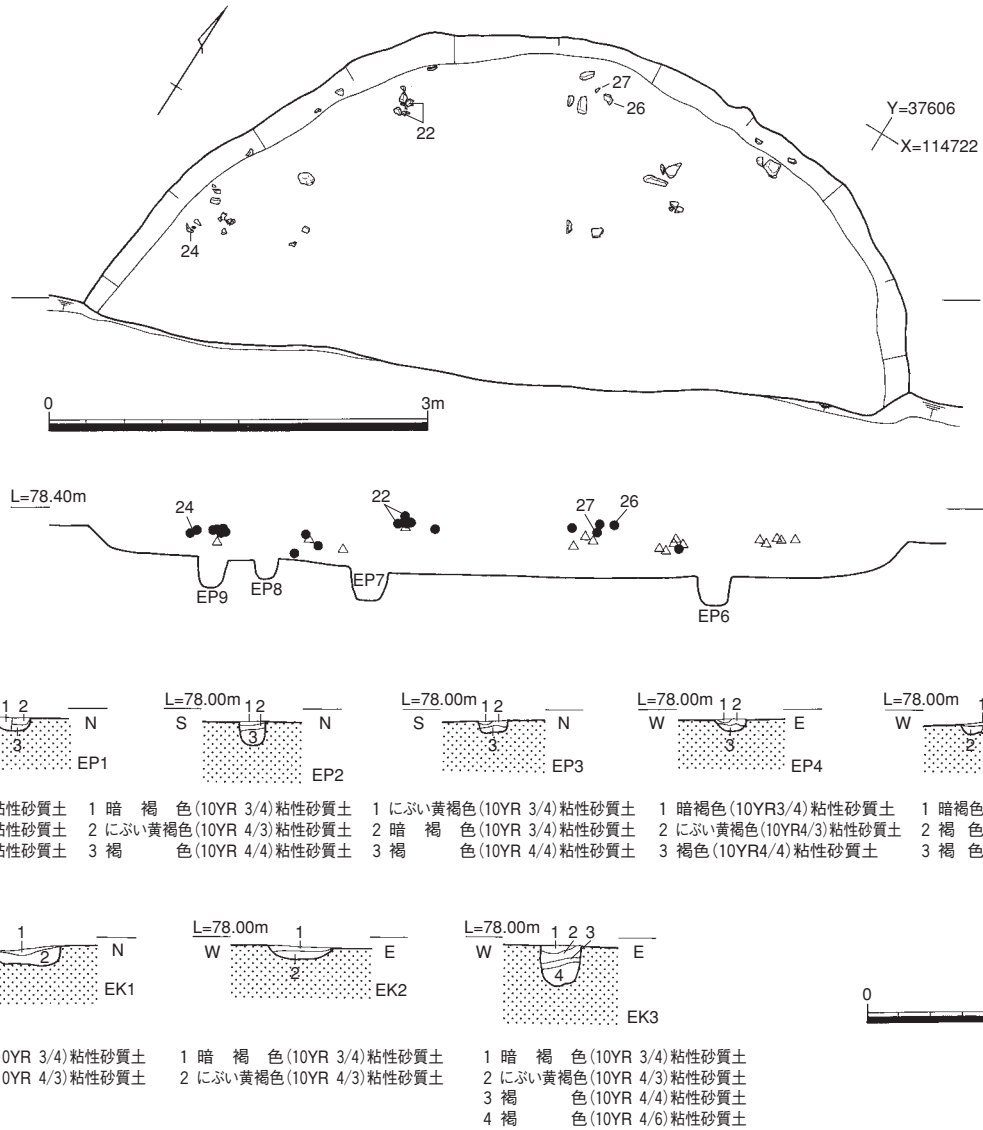 27
26
22
24
Y=37606
X=114722
0 3m
L=78.40m
24
22
27
26
EP9
EP8
EP7
EP6
1 2
N
3
EP1
L=78.00m
1 2
S N
3
EP2
L=78.00m
1 2
S N
3
EP3
L=78.00m
1 2
W E
3
EP4
L=78.00m
1
W
2
粘性砂質土
粘性砂質土
粘性砂質土
1 暗 褐 色(10YR 3/4)粘性砂質土
2 にぶい黄褐色(10YR 4/3)粘性砂質土
3 褐 色(10YR 4/4)粘性砂質土
1 にぶい黄褐色(10YR 3/4)粘性砂質土
2 暗 褐 色(10YR 3/4)粘性砂質土
3 褐 色(10YR 4/4)粘性砂質土
1 暗褐色(10YR3/4)粘性砂質土
2 にぶい黄褐色(10YR4/3)粘性砂質土
3 褐色(10YR4/4)粘性砂質土
1 暗褐色
2 褐 色
3 褐 色
1
N
2
EK1
L=78.00m
1
W E
2
EK2
L=78.00m
1 2 3
W E
4
EK3
0
0YR 3/4)粘性砂質土
0YR 4/3)粘性砂質土
1 暗 褐 色(10YR 3/4)粘性砂質土
2 にぶい黄褐色(10YR 4/3)粘性砂質土
1 暗 褐 色(10YR 3/4)粘性砂質土
2 にぶい黄褐色(10YR 4/3)粘性砂質土
3 褐 色(10YR 4/4)粘性砂質土
4 褐 色(10YR 4/6)粘性砂質土